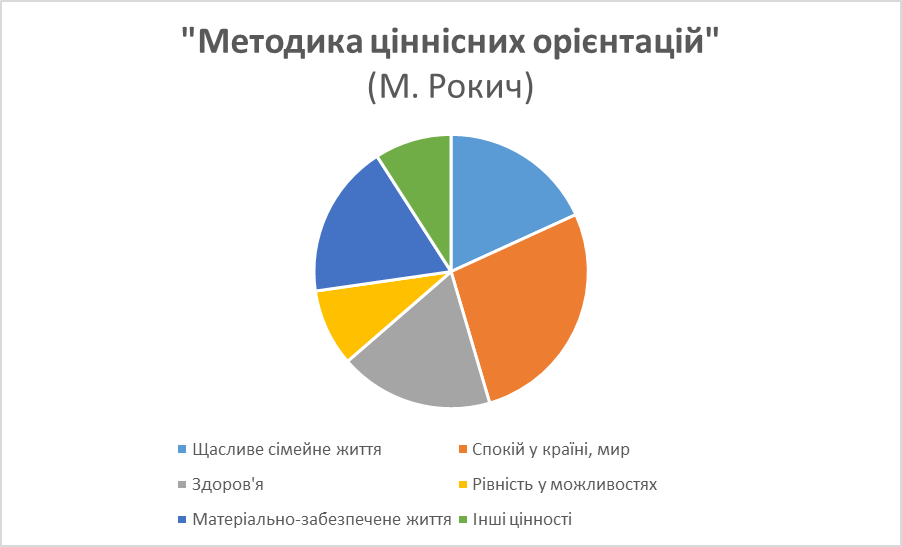 "Методика ціннісних орієнтацій"
(М. Рокич)
Щасливе сімейне життя
Спокій у країні, мир
Здоров'я
Рівність у можливостях
Матеріально-забезпечене життя
Інші цінності